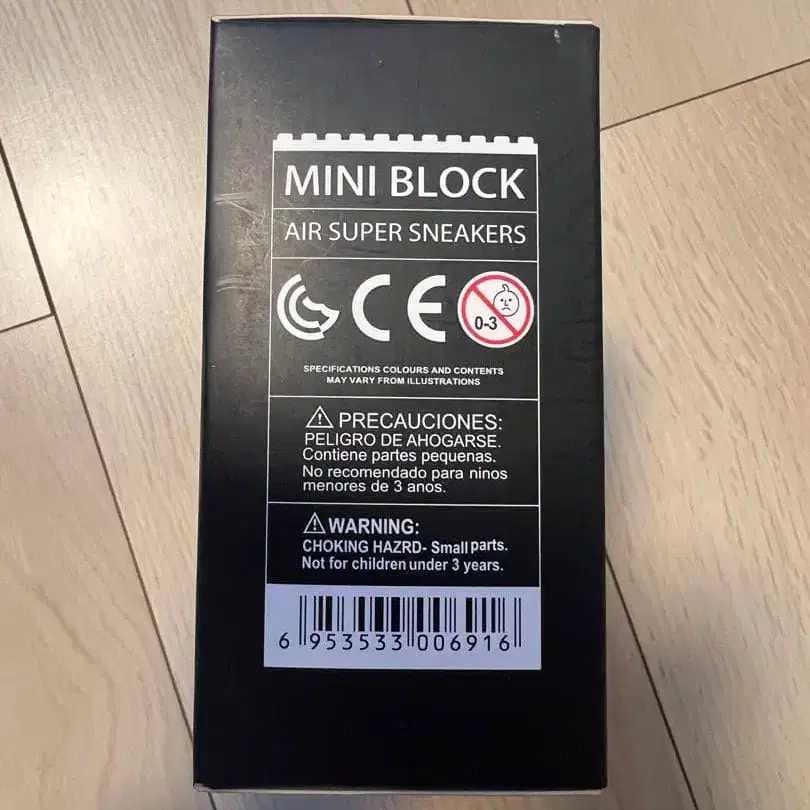 MINI BLOCK
AIR SUPER SNEAKERS
CE
0-3
SPECIFICATIONS COLOURS AND CONTENTS
MAY VARY FROM ILLUSTRATIONS
PRECAUCIONES:
PELIGRO DE AHOGARSE.
Contiene partes pequenas.
No recomendado para ninos
menores de 3 anos.
WARNING:
CHOKING HAZRD- Small parts.
Not for children under 3 years.
6 953533 006916